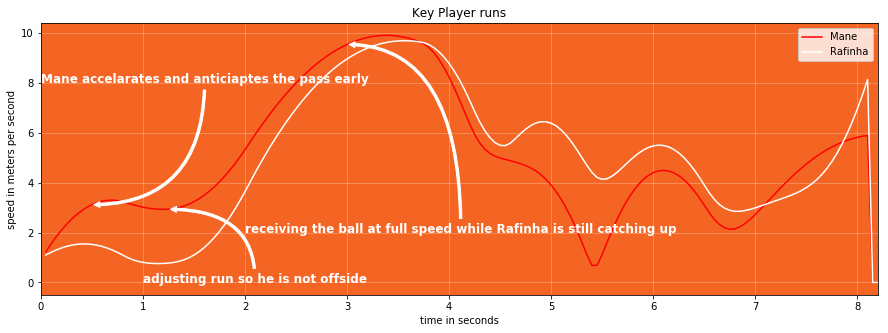 Key Player runs
10
8
6
4
2
0
speed in meters per second
Mane
Rafinha
Mane accelarates and anticiaptes the pass early
receiving the ball at full speed while Rafinha is still catching up
adjusting run so he is not offside
0 1 2 3 4 5 6 7 8
time in seconds